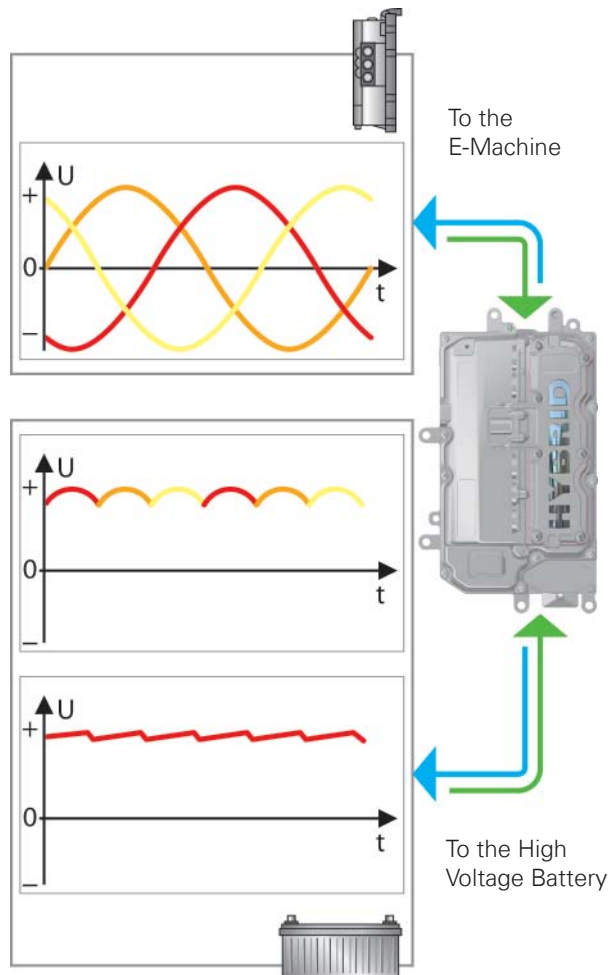 To the
E-Machine
+ U
0
t
–
HYBRID
+ U
0
t
–
+ U
0
t
–
To the High
Voltage Battery